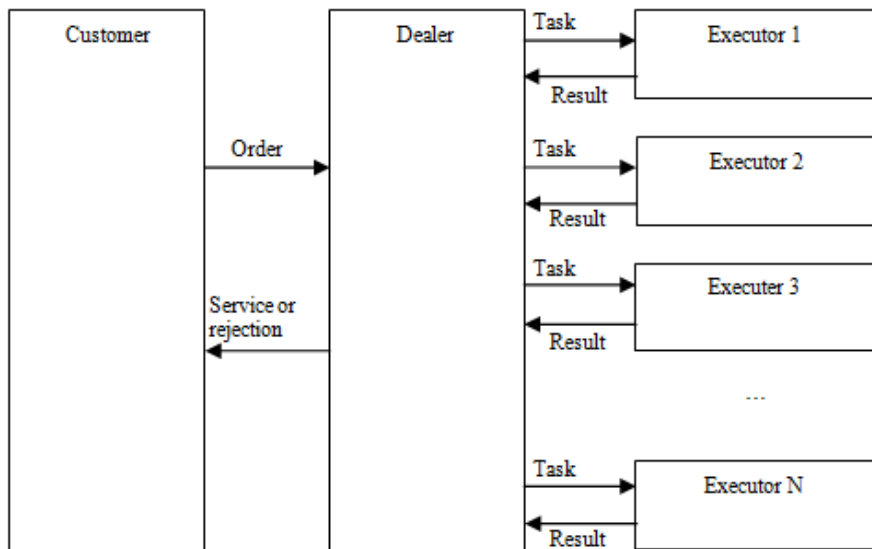 Customer
Dealer
Task
Executor 1
Result
Order
Task
Executor 2
Result
Task
Executer 3
Service or
rejection
Result
...
Task
Executor N
Result